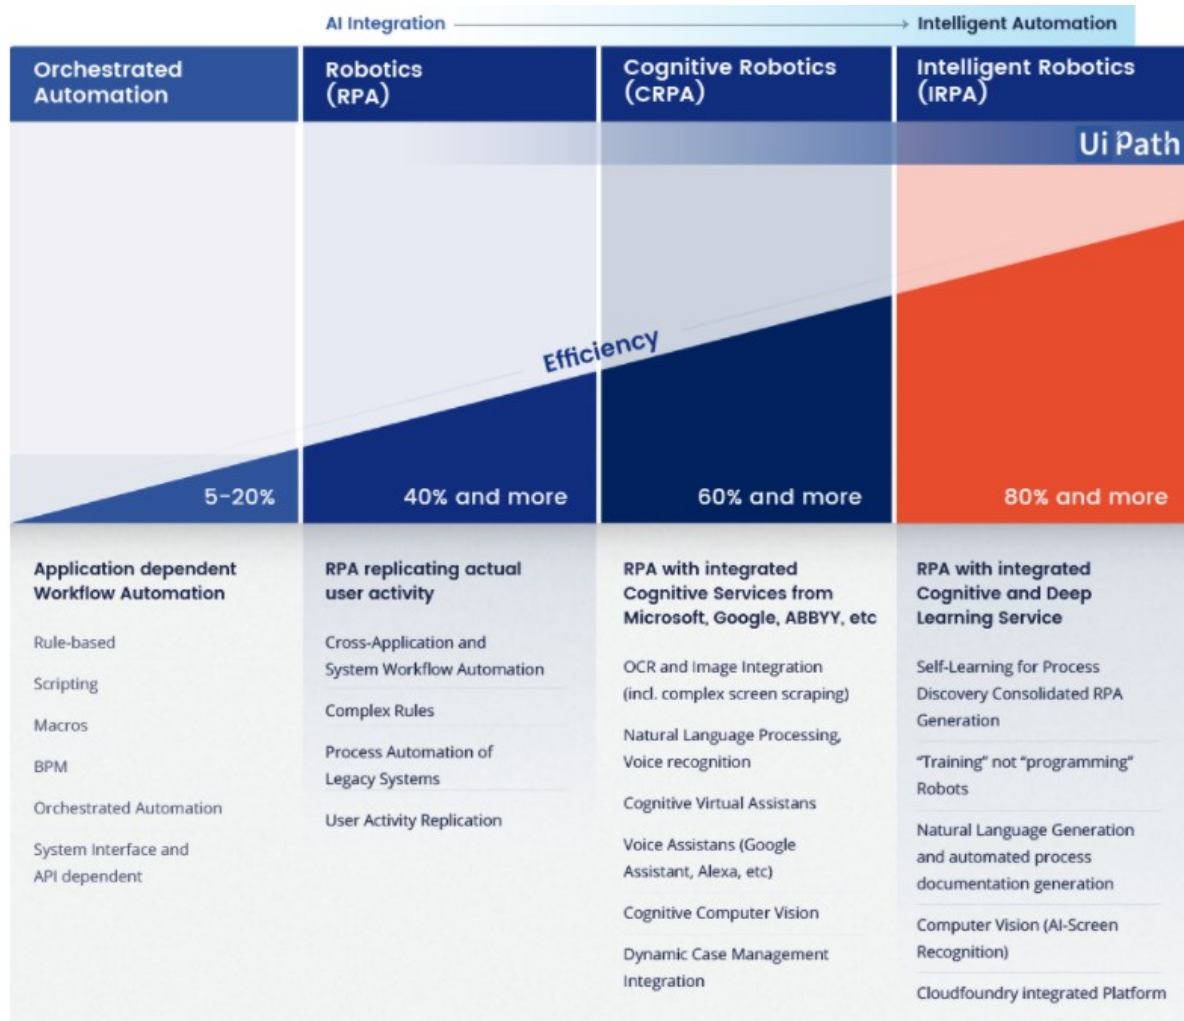 AI Integration
Intelligent Automation
Orchestrated
Automation
Robotics
(RPA)
Cognitive Robotics
(CRPA)
Intelligent Robotics
(IRPA)
Ui Path
Efficiency
5-20%
40% and more
60% and more
80% and more
Application dependent
Workflow Automation
Rule-based
Scripting
Macros
BPM
Orchestrated Automation
System Interface and
API dependent
RPA replicating actual
user activity
Cross-Application and
System Workflow Automation
Complex Rules
Process Automation of
Legacy Systems
User Activity Replication
RPA with integrated
Cognitive Services from
Microsoft, Google, ABBYY, etc
OCR and Image Integration
(incl. complex screen scraping)
Natural Language Processing,
Voice recognition
Cognitive Virtual Assistans
Voice Assistans (Google
Assistant, Alexa, etc)
Cognitive Computer Vision
Dynamic Case Management
Integration
RPA with integrated
Cognitive and Deep
Learning Service
Self-Learning for Process
Discovery Consolidated RPA
Generation
“Training” not “programming”
Robots
Natural Language Generation
and automated process
documentation generation
Computer Vision (AI-Screen
Recognition)
Cloudfoundry integrated Platform